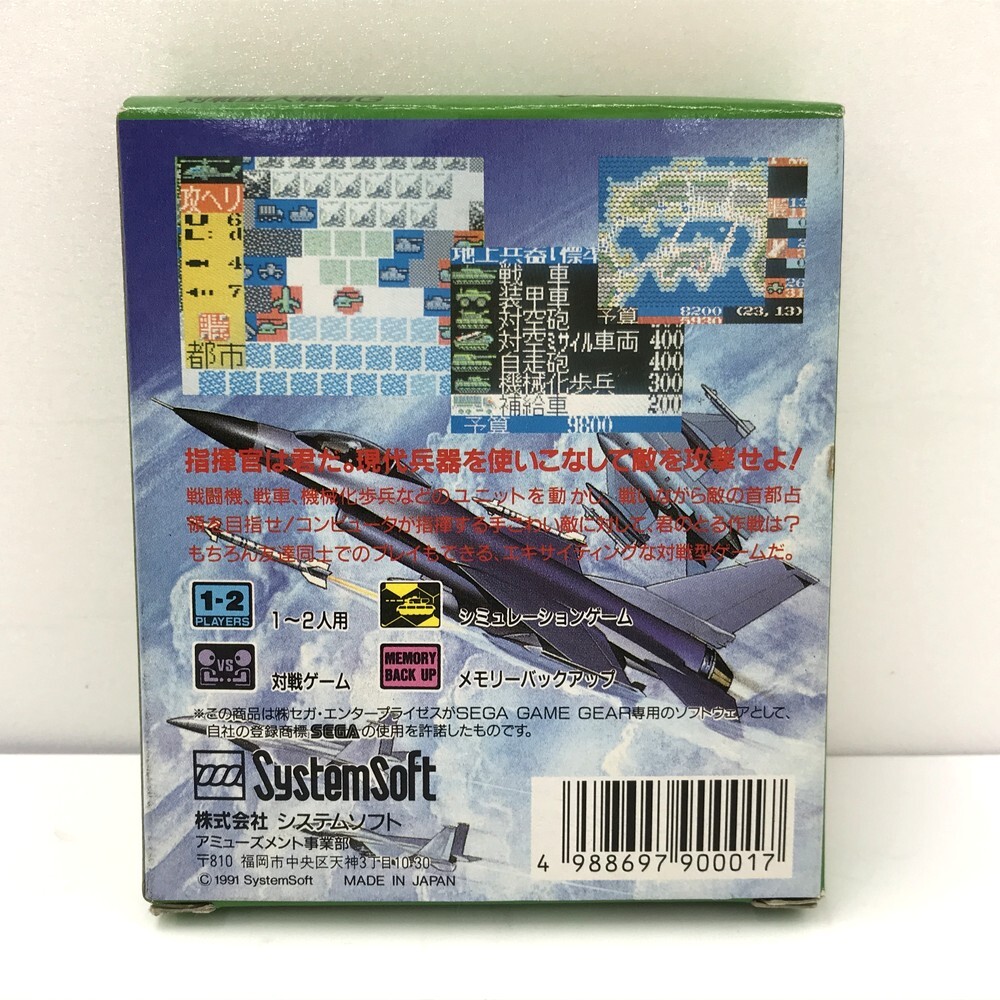 攻ヘリ
6
4
7
都市
地上兵器
戦車
装甲車
対空砲
対空ミサイル車両 400
自走砲 400
機械化歩兵 300
補給車 200
予算 9800
予算 8200 (23, 13)
5930
指揮官は君だ。現代兵器を使いこなして敵を攻撃せよ!
戦闘機、戦車、機械化歩兵などのユニットを動かし、戦いながら敵の首都占
領を目指せ!コンピュータが指揮する手ごわい敵に対して、君のとる作戦は?
もちろん友達同士でのプレイもできる、エキサイティングな対戦型ゲームだ。
1-2 PLAYERS 1~2人用 シミュレーションゲーム
VS 対戦ゲーム MEMORY BACK UP メモリーバックアップ
※この商品は㈱セガ・エンタープライゼスがSEGA GAME GEAR専用のソフトウェアとして、
自社の登録商標SEGAの使用を許諾したものです。
SystemSoft
株式会社 システムソフト
アミューズメント事業部
〒810 福岡市中央区天神3丁目10-30
© 1991 SystemSoft MADE IN JAPAN
4 988697 900017